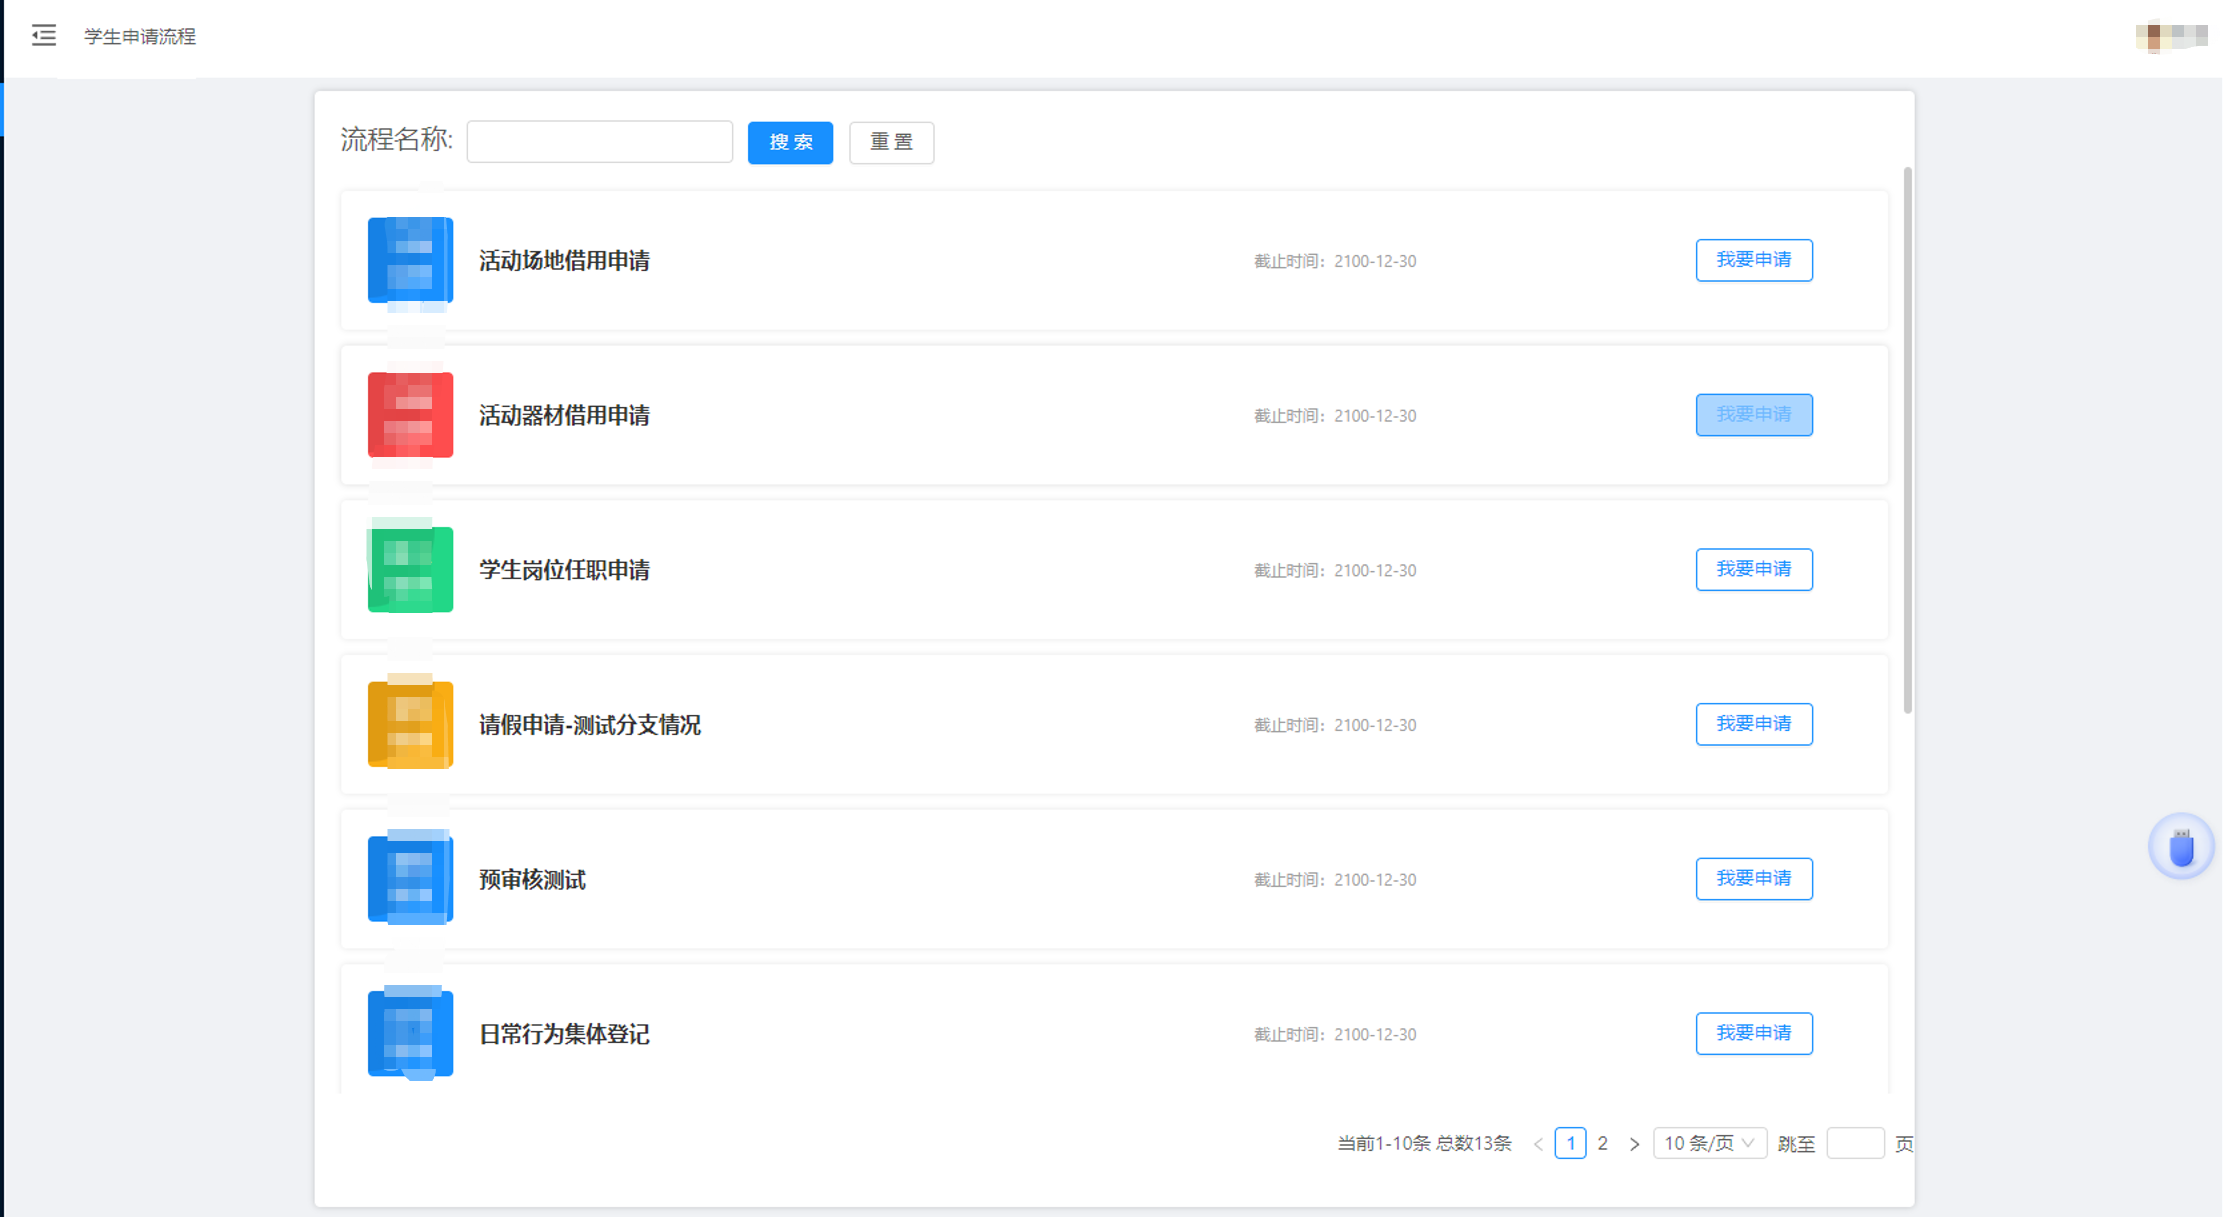 学生申请流程
流程名称: 搜索 重置
活动场地借用申请 截止时间：2100-12-30 我要申请
活动器材借用申请 截止时间：2100-12-30 我要申请
学生岗位任职申请 截止时间：2100-12-30 我要申请
请假申请-测试分支情况 截止时间：2100-12-30 我要申请
预审核测试 截止时间：2100-12-30 我要申请
日常行为集体登记 截止时间：2100-12-30 我要申请
当前1-10条 总数13条 < 1 2 > 10 条/页 跳至 页